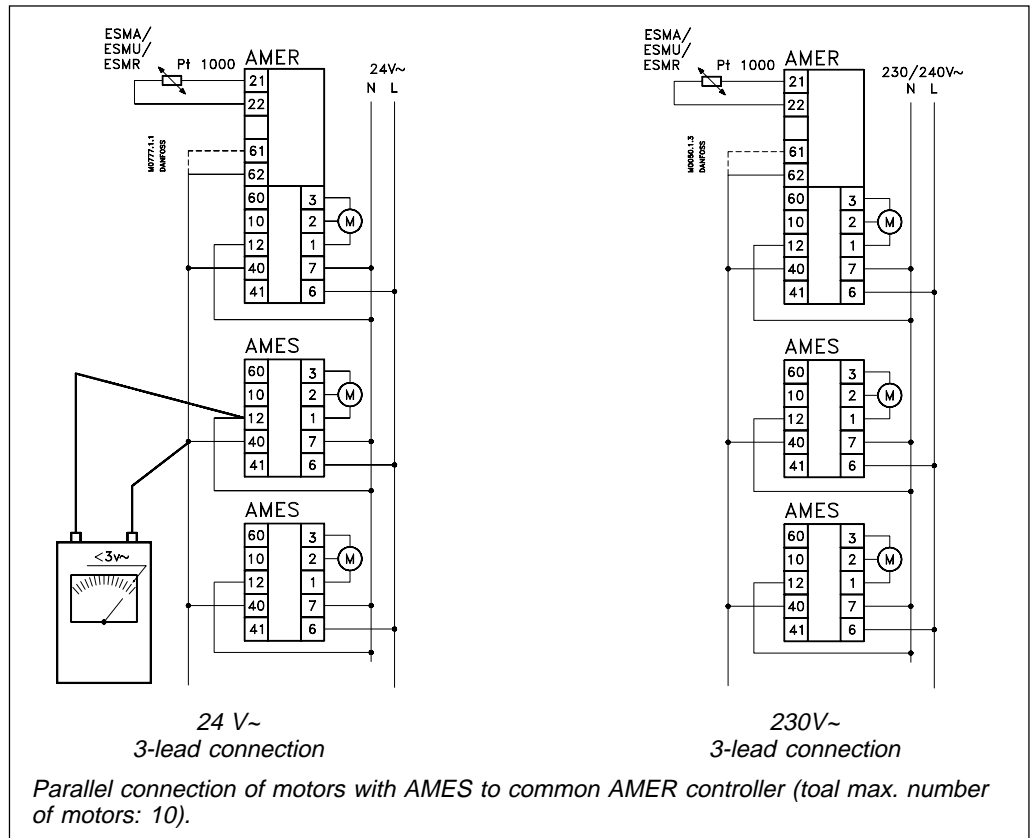 ESMA/
ESMU/
ESMR
Pt 1000
AMER
24V~
N L
21
22
61
62
60 3
10 2 M
12 1
40 7
41 6
M0777.1.1
DANFOSS
AMES
60 3
10 2 M
12 1
40 7
41 6
AMES
60 3
10 2 M
12 1
40 7
41 6
<3v~
24 V~
3-lead connection
ESMA/
ESMU/
ESMR
Pt 1000
AMER
230/240V~
N L
21
22
61
62
60 3
10 2 M
12 1
40 7
41 6
M0050.1.3
DANFOSS
AMES
60 3
10 2 M
12 1
40 7
41 6
AMES
60 3
10 2 M
12 1
40 7
41 6
230V~
3-lead connection
Parallel connection of motors with AMES to common AMER controller (toal max. number
of motors: 10).